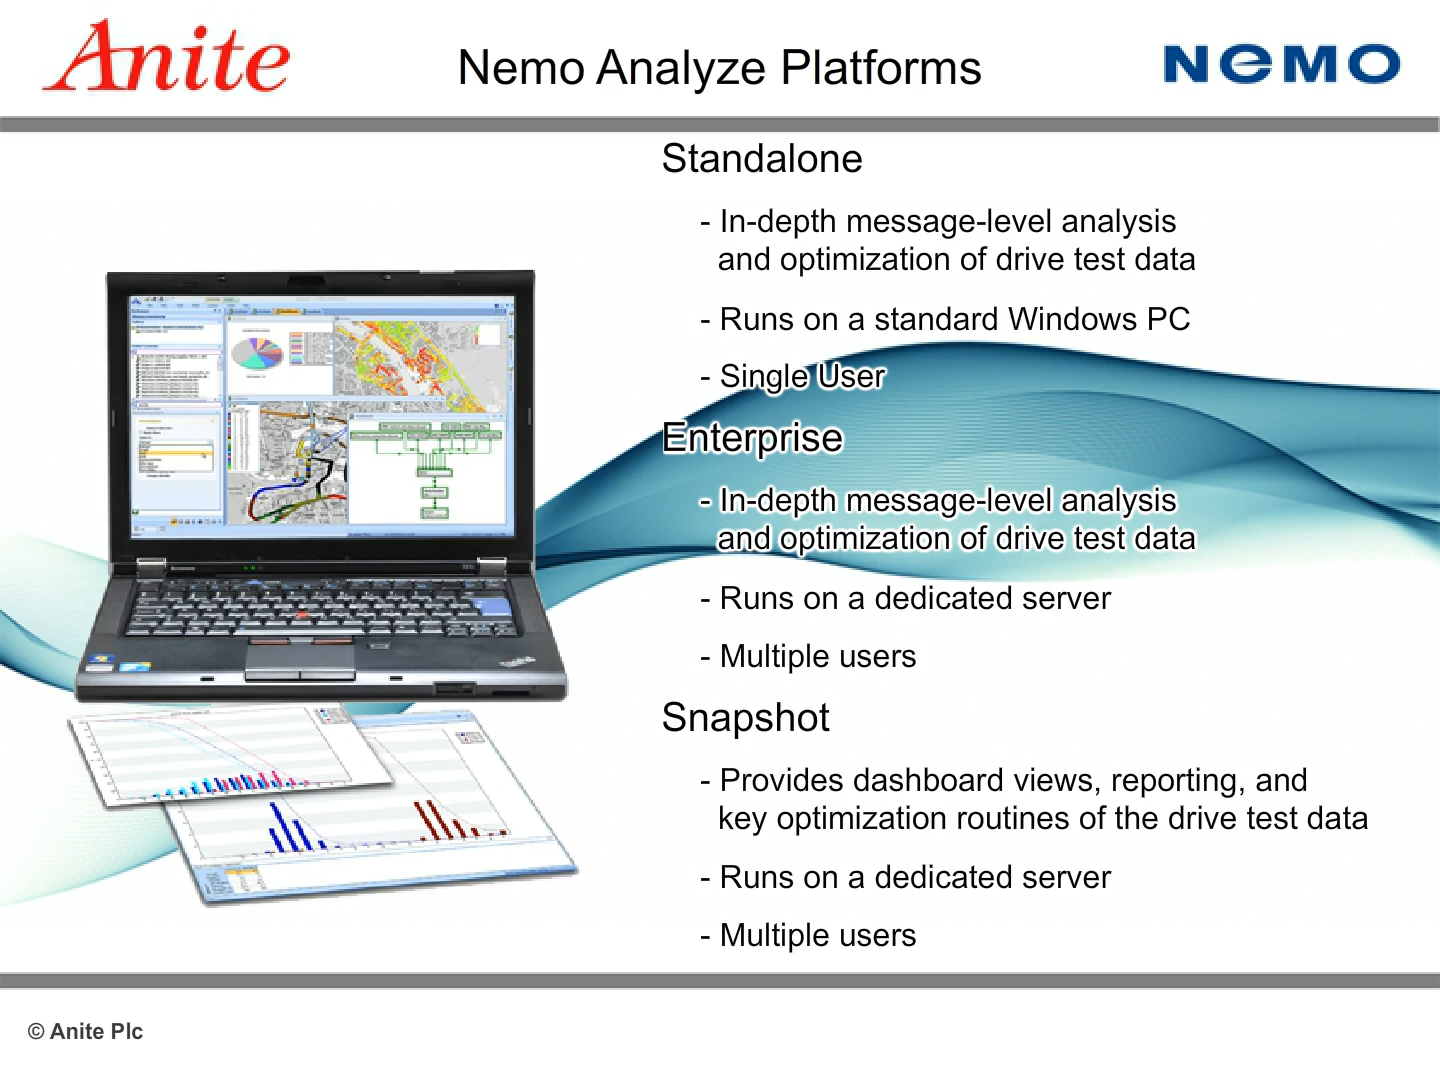 Anite
Nemo Analyze Platforms
NEMO
Standalone
- In-depth message-level analysis
and optimization of drive test data
- Runs on a standard Windows PC
- Single User
Enterprise
- In-depth message-level analysis
and optimization of drive test data
- Runs on a dedicated server
- Multiple users
Snapshot
- Provides dashboard views, reporting, and
key optimization routines of the drive test data
- Runs on a dedicated server
- Multiple users
© Anite Plc